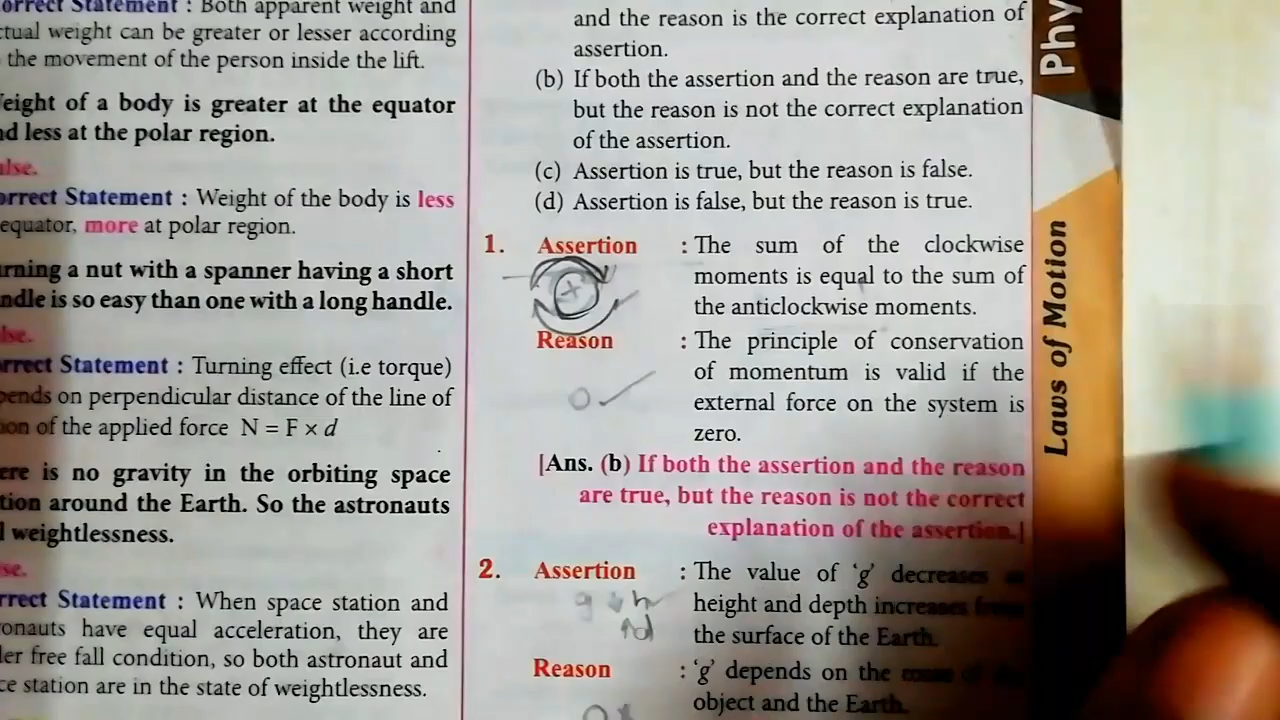 orrect Statement : Both apparent weight and
ctual weight can be greater or lesser according
the movement of the person inside the lift.
eight of a body is greater at the equator
nd less at the polar region.
alse.
orrect Statement : Weight of the body is less
equator, more at polar region.
urning a nut with a spanner having a short
ndle is so easy than one with a long handle.
lse.
rrect Statement : Turning effect (i.e torque)
pends on perpendicular distance of the line of
ion of the applied force N = F × d
ere is no gravity in the orbiting space
tion around the Earth. So the astronauts
l weightlessness.
se.
rrect Statement : When space station and
ronauts have equal acceleration, they are
der free fall condition, so both astronaut and
ce station are in the state of weightlessness.
and the reason is the correct explanation of
assertion.
(b) If both the assertion and the reason are true,
but the reason is not the correct explanation
of the assertion.
(c) Assertion is true, but the reason is false.
(d) Assertion is false, but the reason is true.
1. Assertion : The sum of the clockwise
moments is equal to the sum of
the anticlockwise moments.
Reason : The principle of conservation
of momentum is valid if the
external force on the system is
zero.
[Ans. (b) If both the assertion and the reason
are true, but the reason is not the correct
explanation of the assertion.]
2. Assertion : The value of ‘g’ decreases
height and depth increases from
the surface of the Earth.
Reason : ‘g’ depends on the mass of the
object and the Earth.
Phy
Laws of Motion